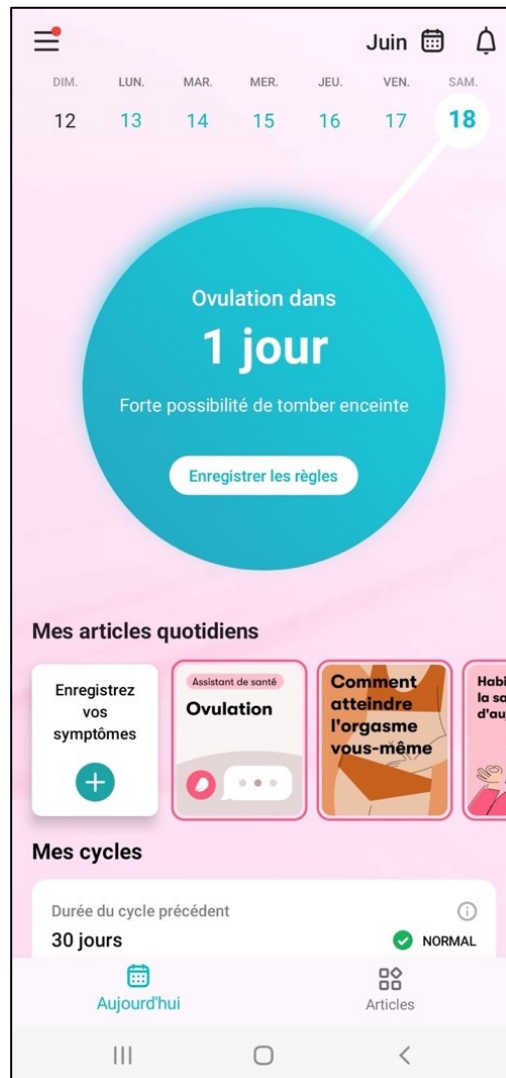 Juin
DIM. LUN. MAR. MER. JEU. VEN. SAM.
12 13 14 15 16 17 18
Ovulation dans
1 jour
Forte possibilité de tomber enceinte
Enregistrer les règles
Mes articles quotidiens
Enregistrez
vos
symptômes
Assistant de santé
Ovulation
Comment
atteindre
l'orgasme
vous-même
Mes cycles
Durée du cycle précédent
30 jours
NORMAL
Aujourd'hui
Articles